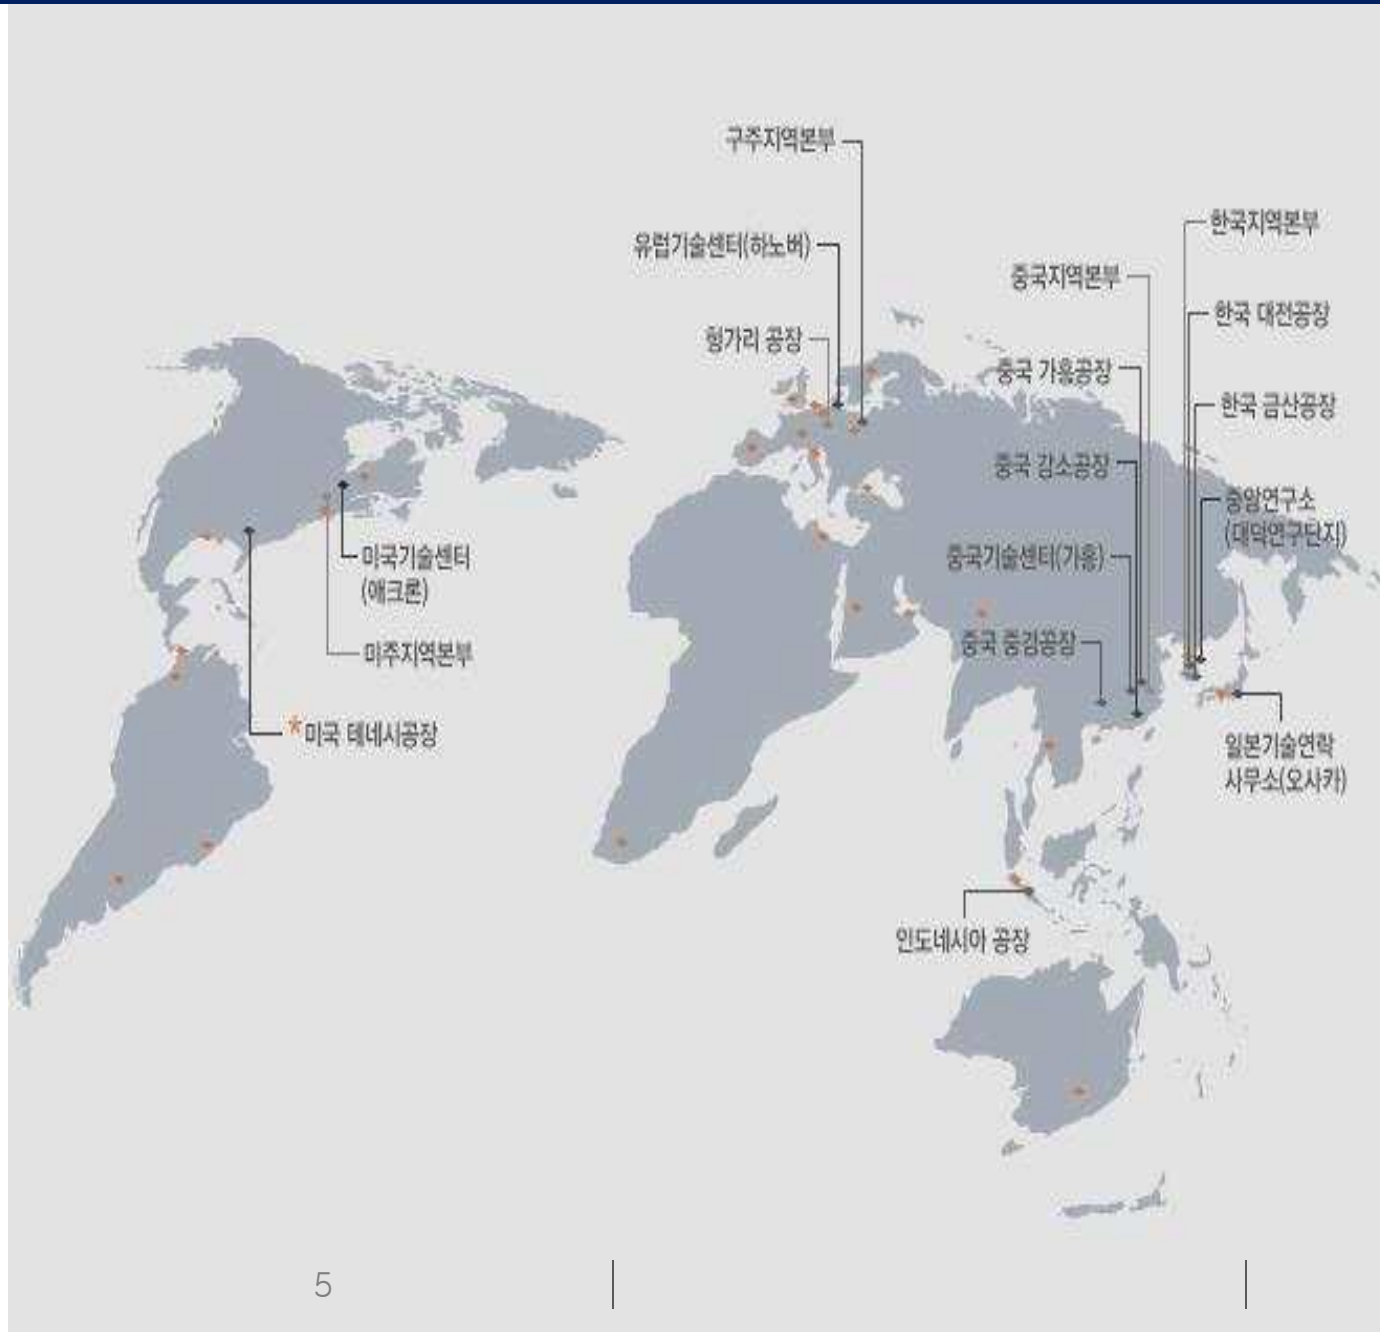 구주지역본부
한국지역본부
유럽기술센터(하노버)
중국지역본부
한국 대전공장
헝가리 공장
중국 가흥공장
한국 금산공장
중국 강소공장
중앙연구소
(대덕연구단지)
중국기술센터(가흥)
미국기술센터
(애크론)
중국 중경공장
미주지역본부
*미국 테네시공장
일본기술연락
사무소(오사카)
인도네시아 공장
5